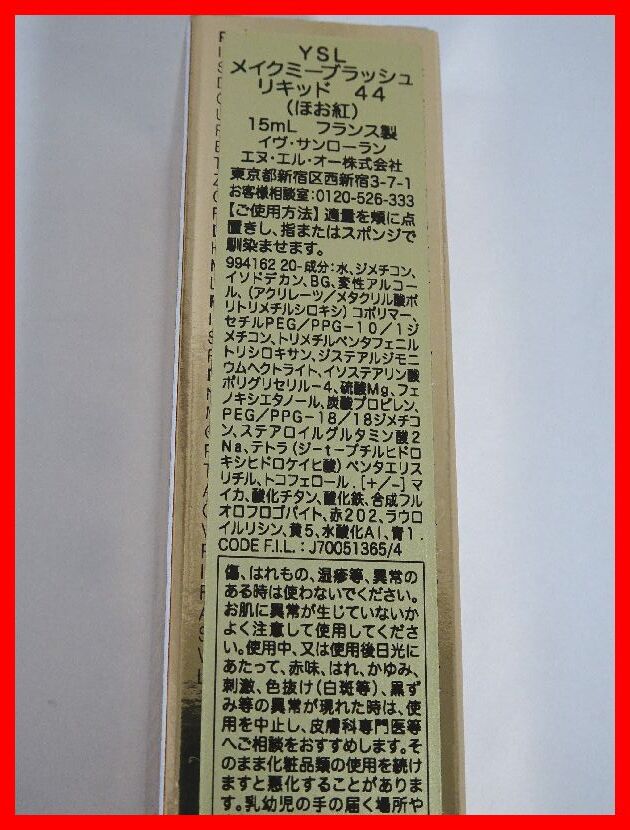 YSL
メイクミーブラッシュ
リキッド　44
（ほお紅）
15mL　フランス製
イヴ・サンローラン
エヌ・エル・オー株式会社
東京都新宿区西新宿3-7-1
お客様相談室:0120-526-333
【ご使用方法】適量を頬に点
置きし、指またはスポンジで
馴染ませます。
994162 20-成分:水、ジメチコン、
イソドデカン、BG、変性アルコー
ル、(アクリレーツ/メタクリル酸ポ
リトリメチルシロキシ)コポリマー、
セチルPEG/PPG-10/1ジ
メチコン、トリメチルペンタフェニル
トリシロキサン、ジステアルジモニ
ウムヘクトライト、イソステアリン酸
ポリグリセリル-4、硫酸Mg、フェ
ノキシエタノール、炭酸プロピレン、
PEG/PPG-18/18ジメチコ
ン、ステアロイルグルタミン酸2
Na、テトラ(ジーtーブチルヒドロ
キシヒドロケイヒ酸)ペンタエリス
リチル、トコフェロール.[+/-]マ
イカ、酸化チタン、酸化鉄、合成フル
オロフロゴパイト、赤202、ラウロ
イルリシン、黄5、水酸化Al、青1.
CODE F.I.L. : J70051365/4
傷、はれもの、湿疹等、異常の
ある時は使わないでください。
お肌に異常が生じていないか
よく注意して使用してくださ
い。使用中、又は使用後日光に
あたって、赤味、はれ、かゆみ、
刺激、色抜け(白斑等)、黒ず
み等の異常が現れた時は、使
用を中止し、皮膚科専門医等
へご相談をおすすめします。そ
のまま化粧品類の使用を続け
ますと悪化することがありま
す。乳幼児の手の届く場所や